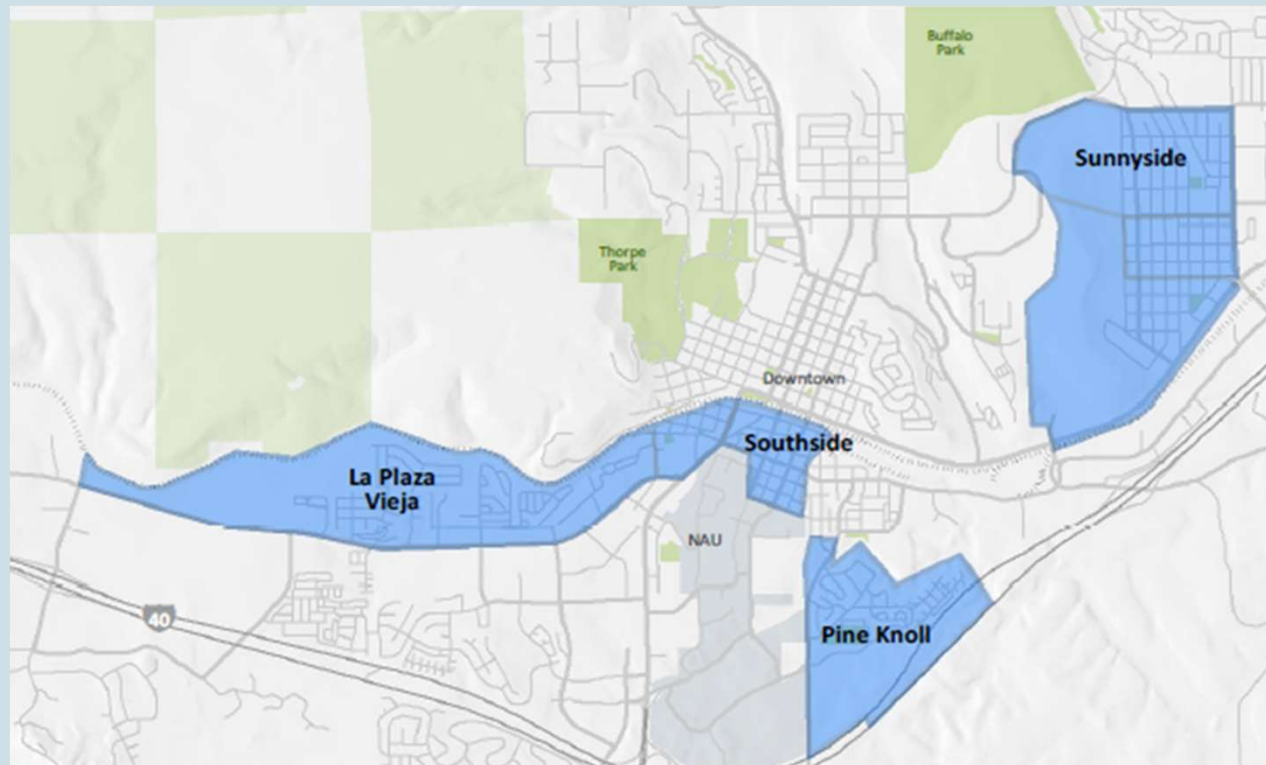 Buffalo
Park
Sunnyside
Thorpe
Park
Downtown
Southside
La Plaza
Vieja
NAU
40
Pine Knoll